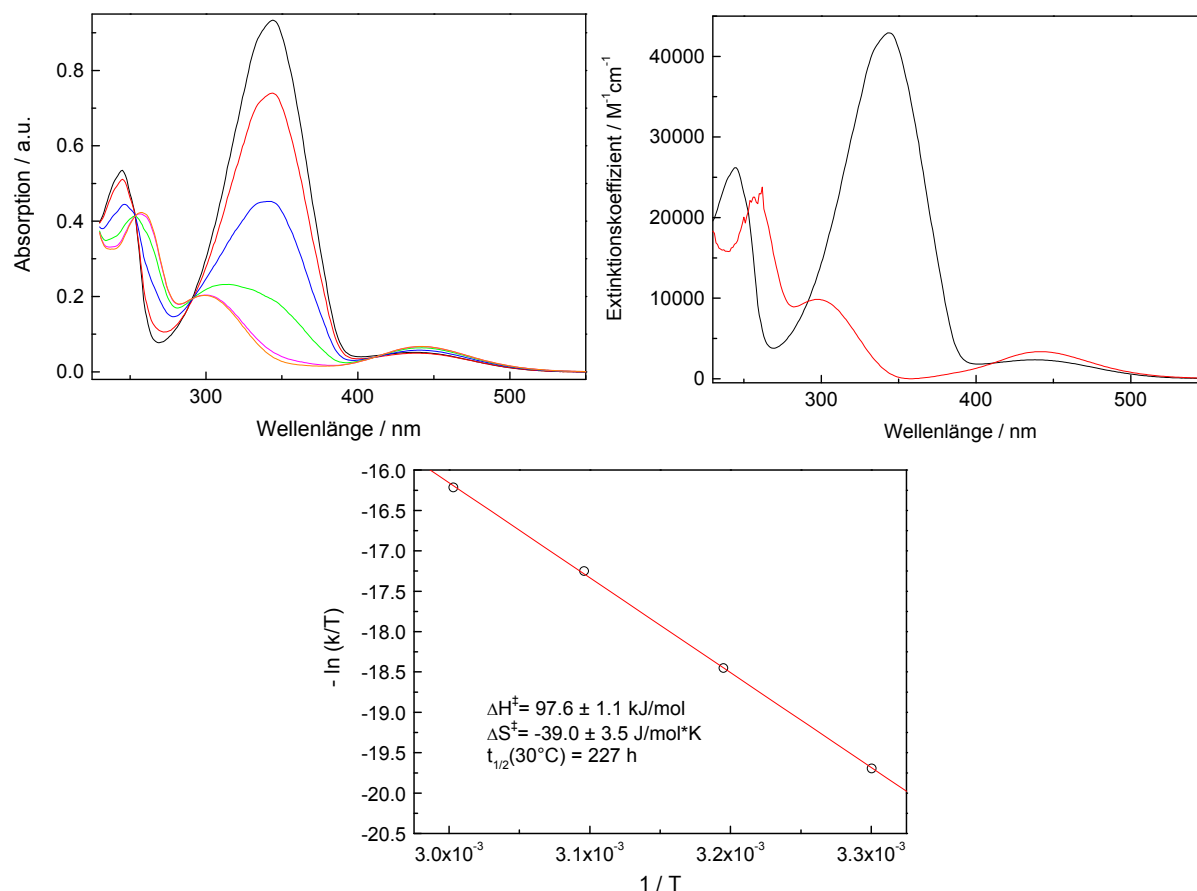 0.8
0.6
0.4
0.2
0.0
Absorption / a.u.
300
400
500
Wellenlänge / nm
40000
30000
20000
10000
0
Extinktionskoeffizient / M⁻¹cm⁻¹
300
400
500
Wellenlänge / nm
-16.0
-16.5
-17.0
-17.5
-18.0
-18.5
-19.0
-19.5
-20.0
-20.5
- ln (k/T)
ΔH‡= 97.6 ± 1.1 kJ/mol
ΔS‡= -39.0 ± 3.5 J/mol*K
t1/2(30°C) = 227 h
3.0x10⁻³
3.1x10⁻³
3.2x10⁻³
3.3x10⁻³
1 / T